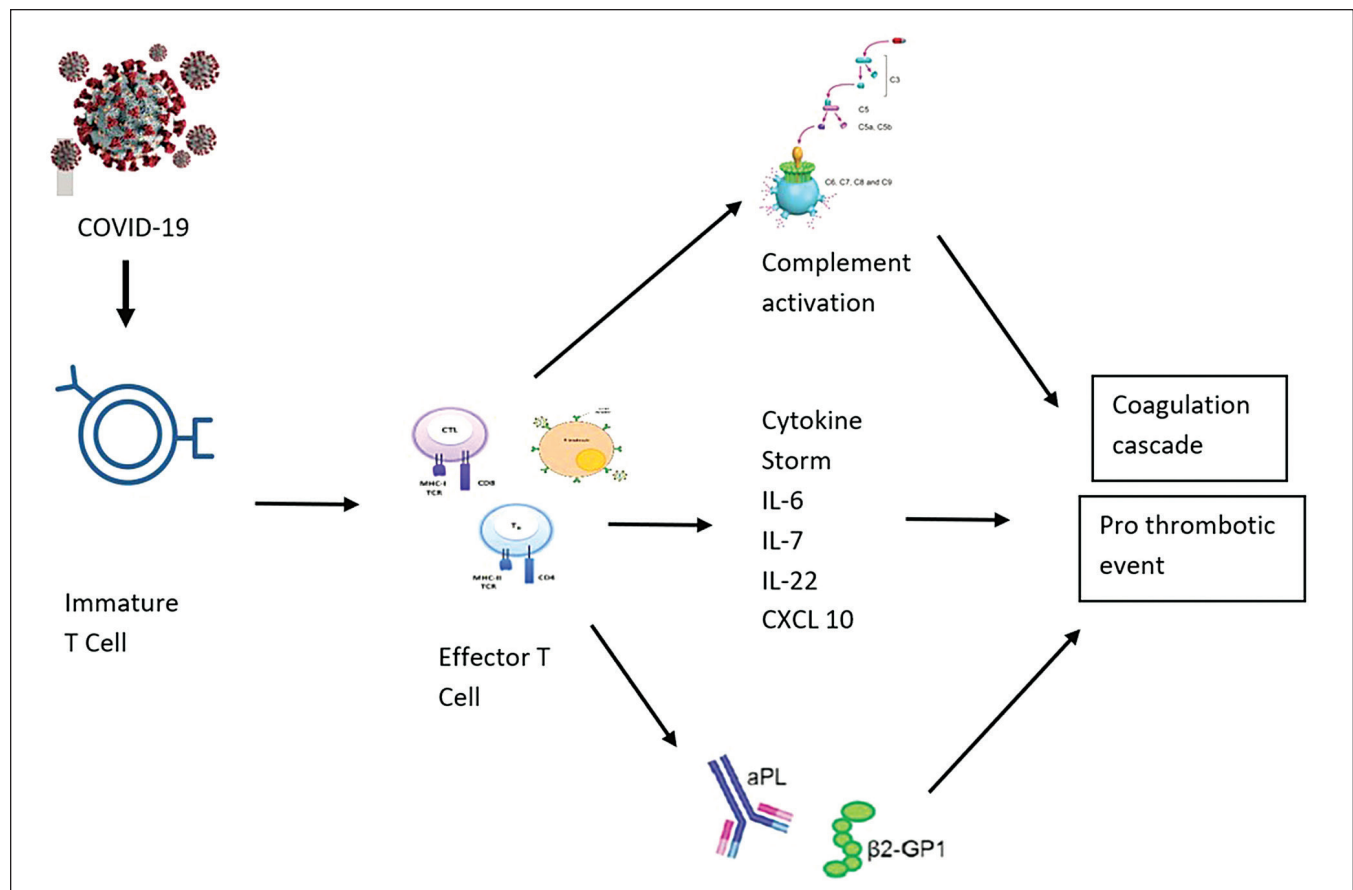 COVID-19
Immature
T Cell
CTL
MHC-I
TCR
CD8
T
MHC-II
TCR
CD4
Effector T
Cell
C3
C5
C5a, C5b
C6, C7, C8 and C9
Complement
activation
Cytokine
Storm
IL-6
IL-7
IL-22
CXCL 10
aPL
β2-GP1
Coagulation
cascade
Pro thrombotic
event